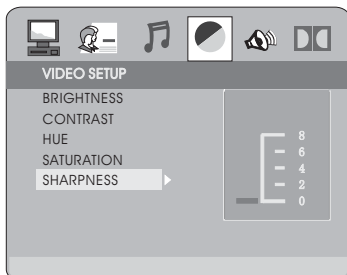 VIDEO SETUP
BRIGHTNESS
CONTRAST
HUE
SATURATION
SHARPNESS
8
6
4
2
0